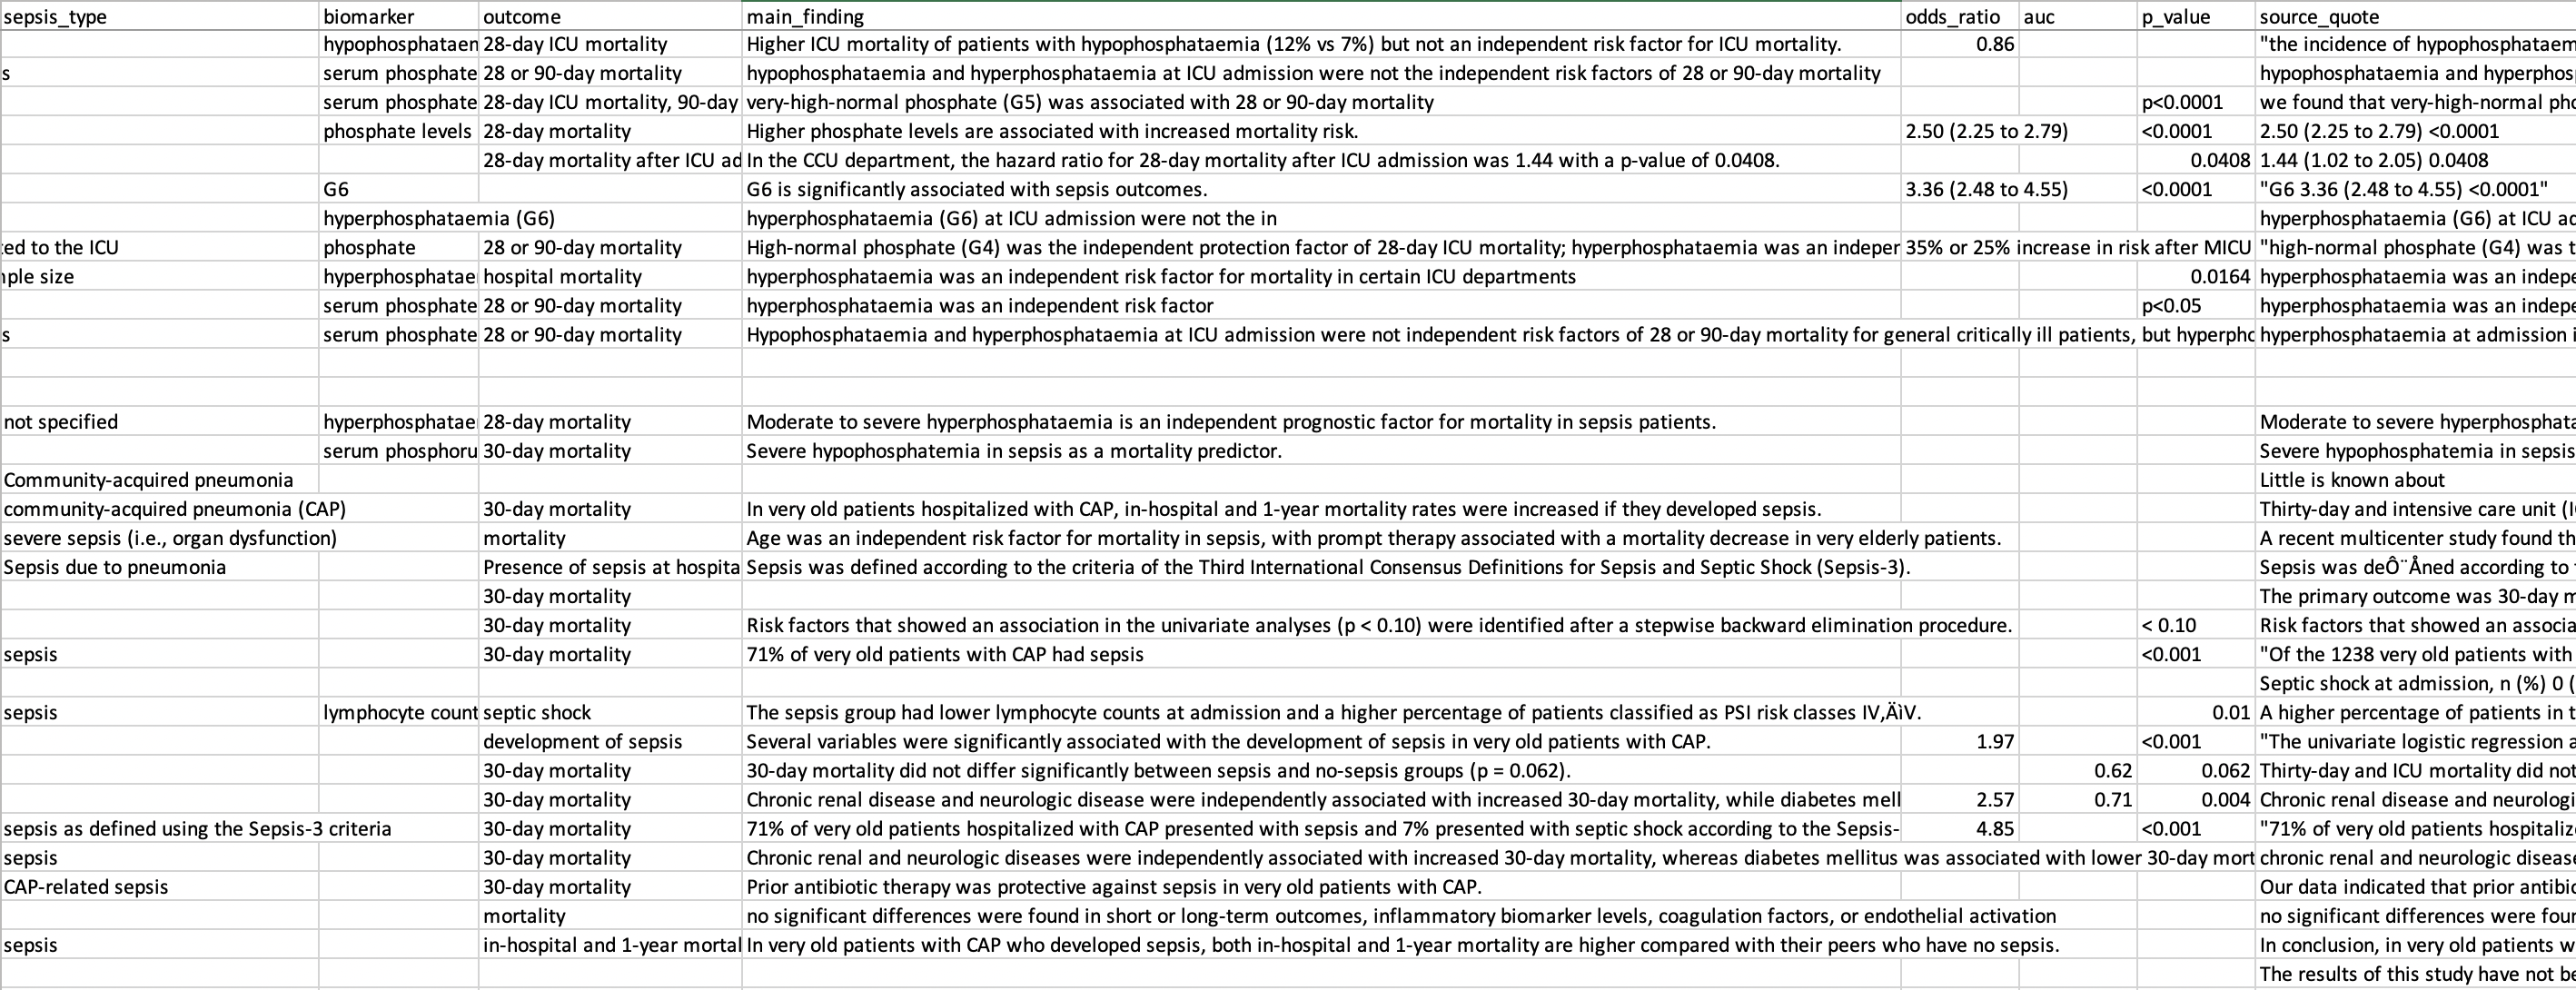 sepsis_type biomarker outcome main_finding odds_ratio auc p_value source_quote
hypophosphataen 28-day ICU mortality Higher ICU mortality of patients with hypophosphataemia (12% vs 7%) but not an independent risk factor for ICU mortality. 0.86 "the incidence of hypophosphataem
s serum phosphate 28 or 90-day mortality hypophosphataemia and hyperphosphataemia at ICU admission were not the independent risk factors of 28 or 90-day mortality hypophosphataemia and hyperphos
serum phosphate 28-day ICU mortality, 90-day very-high-normal phosphate (G5) was associated with 28 or 90-day mortality p<0.0001 we found that very-high-normal pho
phosphate levels 28-day mortality Higher phosphate levels are associated with increased mortality risk. 2.50 (2.25 to 2.79) <0.0001 2.50 (2.25 to 2.79) <0.0001
28-day mortality after ICU ad In the CCU department, the hazard ratio for 28-day mortality after ICU admission was 1.44 with a p-value of 0.0408. 0.0408 1.44 (1.02 to 2.05) 0.0408
G6 G6 is significantly associated with sepsis outcomes. 3.36 (2.48 to 4.55) <0.0001 "G6 3.36 (2.48 to 4.55) <0.0001"
hyperphosphataemia (G6) hyperphosphataemia (G6) at ICU admission were not the in hyperphosphataemia (G6) at ICU ad
ted to the ICU phosphate 28 or 90-day mortality High-normal phosphate (G4) was the independent protection factor of 28-day ICU mortality; hyperphosphataemia was an indeper 35% or 25% increase in risk after MICU "high-normal phosphate (G4) was t
nple size hyperphosphatae hospital mortality hyperphosphataemia was an independent risk factor for mortality in certain ICU departments 0.0164 hyperphosphataemia was an indepe
serum phosphate 28 or 90-day mortality hyperphosphataemia was an independent risk factor p<0.05 hyperphosphataemia was an indepe
s serum phosphate 28 or 90-day mortality Hypophosphataemia and hyperphosphataemia at ICU admission were not independent risk factors of 28 or 90-day mortality for general critically ill patients, but hyperpho hyperphosphataemia at admission i
not specified hyperphosphatae 28-day mortality Moderate to severe hyperphosphataemia is an independent prognostic factor for mortality in sepsis patients. Moderate to severe hyperphosphata
serum phosphoru 30-day mortality Severe hypophosphatemia in sepsis as a mortality predictor. Severe hypophosphatemia in sepsis
Community-acquired pneumonia Little is known about
community-acquired pneumonia (CAP) 30-day mortality In very old patients hospitalized with CAP, in-hospital and 1-year mortality rates were increased if they developed sepsis. Thirty-day and intensive care unit (I
severe sepsis (i.e., organ dysfunction) mortality Age was an independent risk factor for mortality in sepsis, with prompt therapy associated with a mortality decrease in very elderly patients. A recent multicenter study found th
Sepsis due to pneumonia Presence of sepsis at hospita Sepsis was defined according to the criteria of the Third International Consensus Definitions for Sepsis and Septic Shock (Sepsis-3). Sepsis was deÔ¨Åned according to
30-day mortality The primary outcome was 30-day m
30-day mortality Risk factors that showed an association in the univariate analyses (p < 0.10) were identified after a stepwise backward elimination procedure. < 0.10 Risk factors that showed an associa
sepsis 30-day mortality 71% of very old patients with CAP had sepsis <0.001 "Of the 1238 very old patients with
Septic shock at admission, n (%) 0 (
sepsis lymphocyte count septic shock The sepsis group had lower lymphocyte counts at admission and a higher percentage of patients classified as PSI risk classes IV‚ÄìV. 0.01 A higher percentage of patients in t
development of sepsis Several variables were significantly associated with the development of sepsis in very old patients with CAP. 1.97 <0.001 "The univariate logistic regression a
30-day mortality 30-day mortality did not differ significantly between sepsis and no-sepsis groups (p = 0.062). 0.62 0.062 Thirty-day and ICU mortality did not
30-day mortality Chronic renal disease and neurologic disease were independently associated with increased 30-day mortality, while diabetes mell 2.57 0.71 0.004 Chronic renal disease and neurologi
sepsis as defined using the Sepsis-3 criteria 30-day mortality 71% of very old patients hospitalized with CAP presented with sepsis and 7% presented with septic shock according to the Sepsis- 4.85 <0.001 "71% of very old patients hospitaliz
sepsis 30-day mortality Chronic renal and neurologic diseases were independently associated with increased 30-day mortality, whereas diabetes mellitus was associated with lower 30-day mort chronic renal and neurologic disease
CAP-related sepsis 30-day mortality Prior antibiotic therapy was protective against sepsis in very old patients with CAP. Our data indicated that prior antibio
mortality no significant differences were found in short or long-term outcomes, inflammatory biomarker levels, coagulation factors, or endothelial activation no significant differences were foun
sepsis in-hospital and 1-year mortal In very old patients with CAP who developed sepsis, both in-hospital and 1-year mortality are higher compared with their peers who have no sepsis. In conclusion, in very old patients w
The results of this study have not be